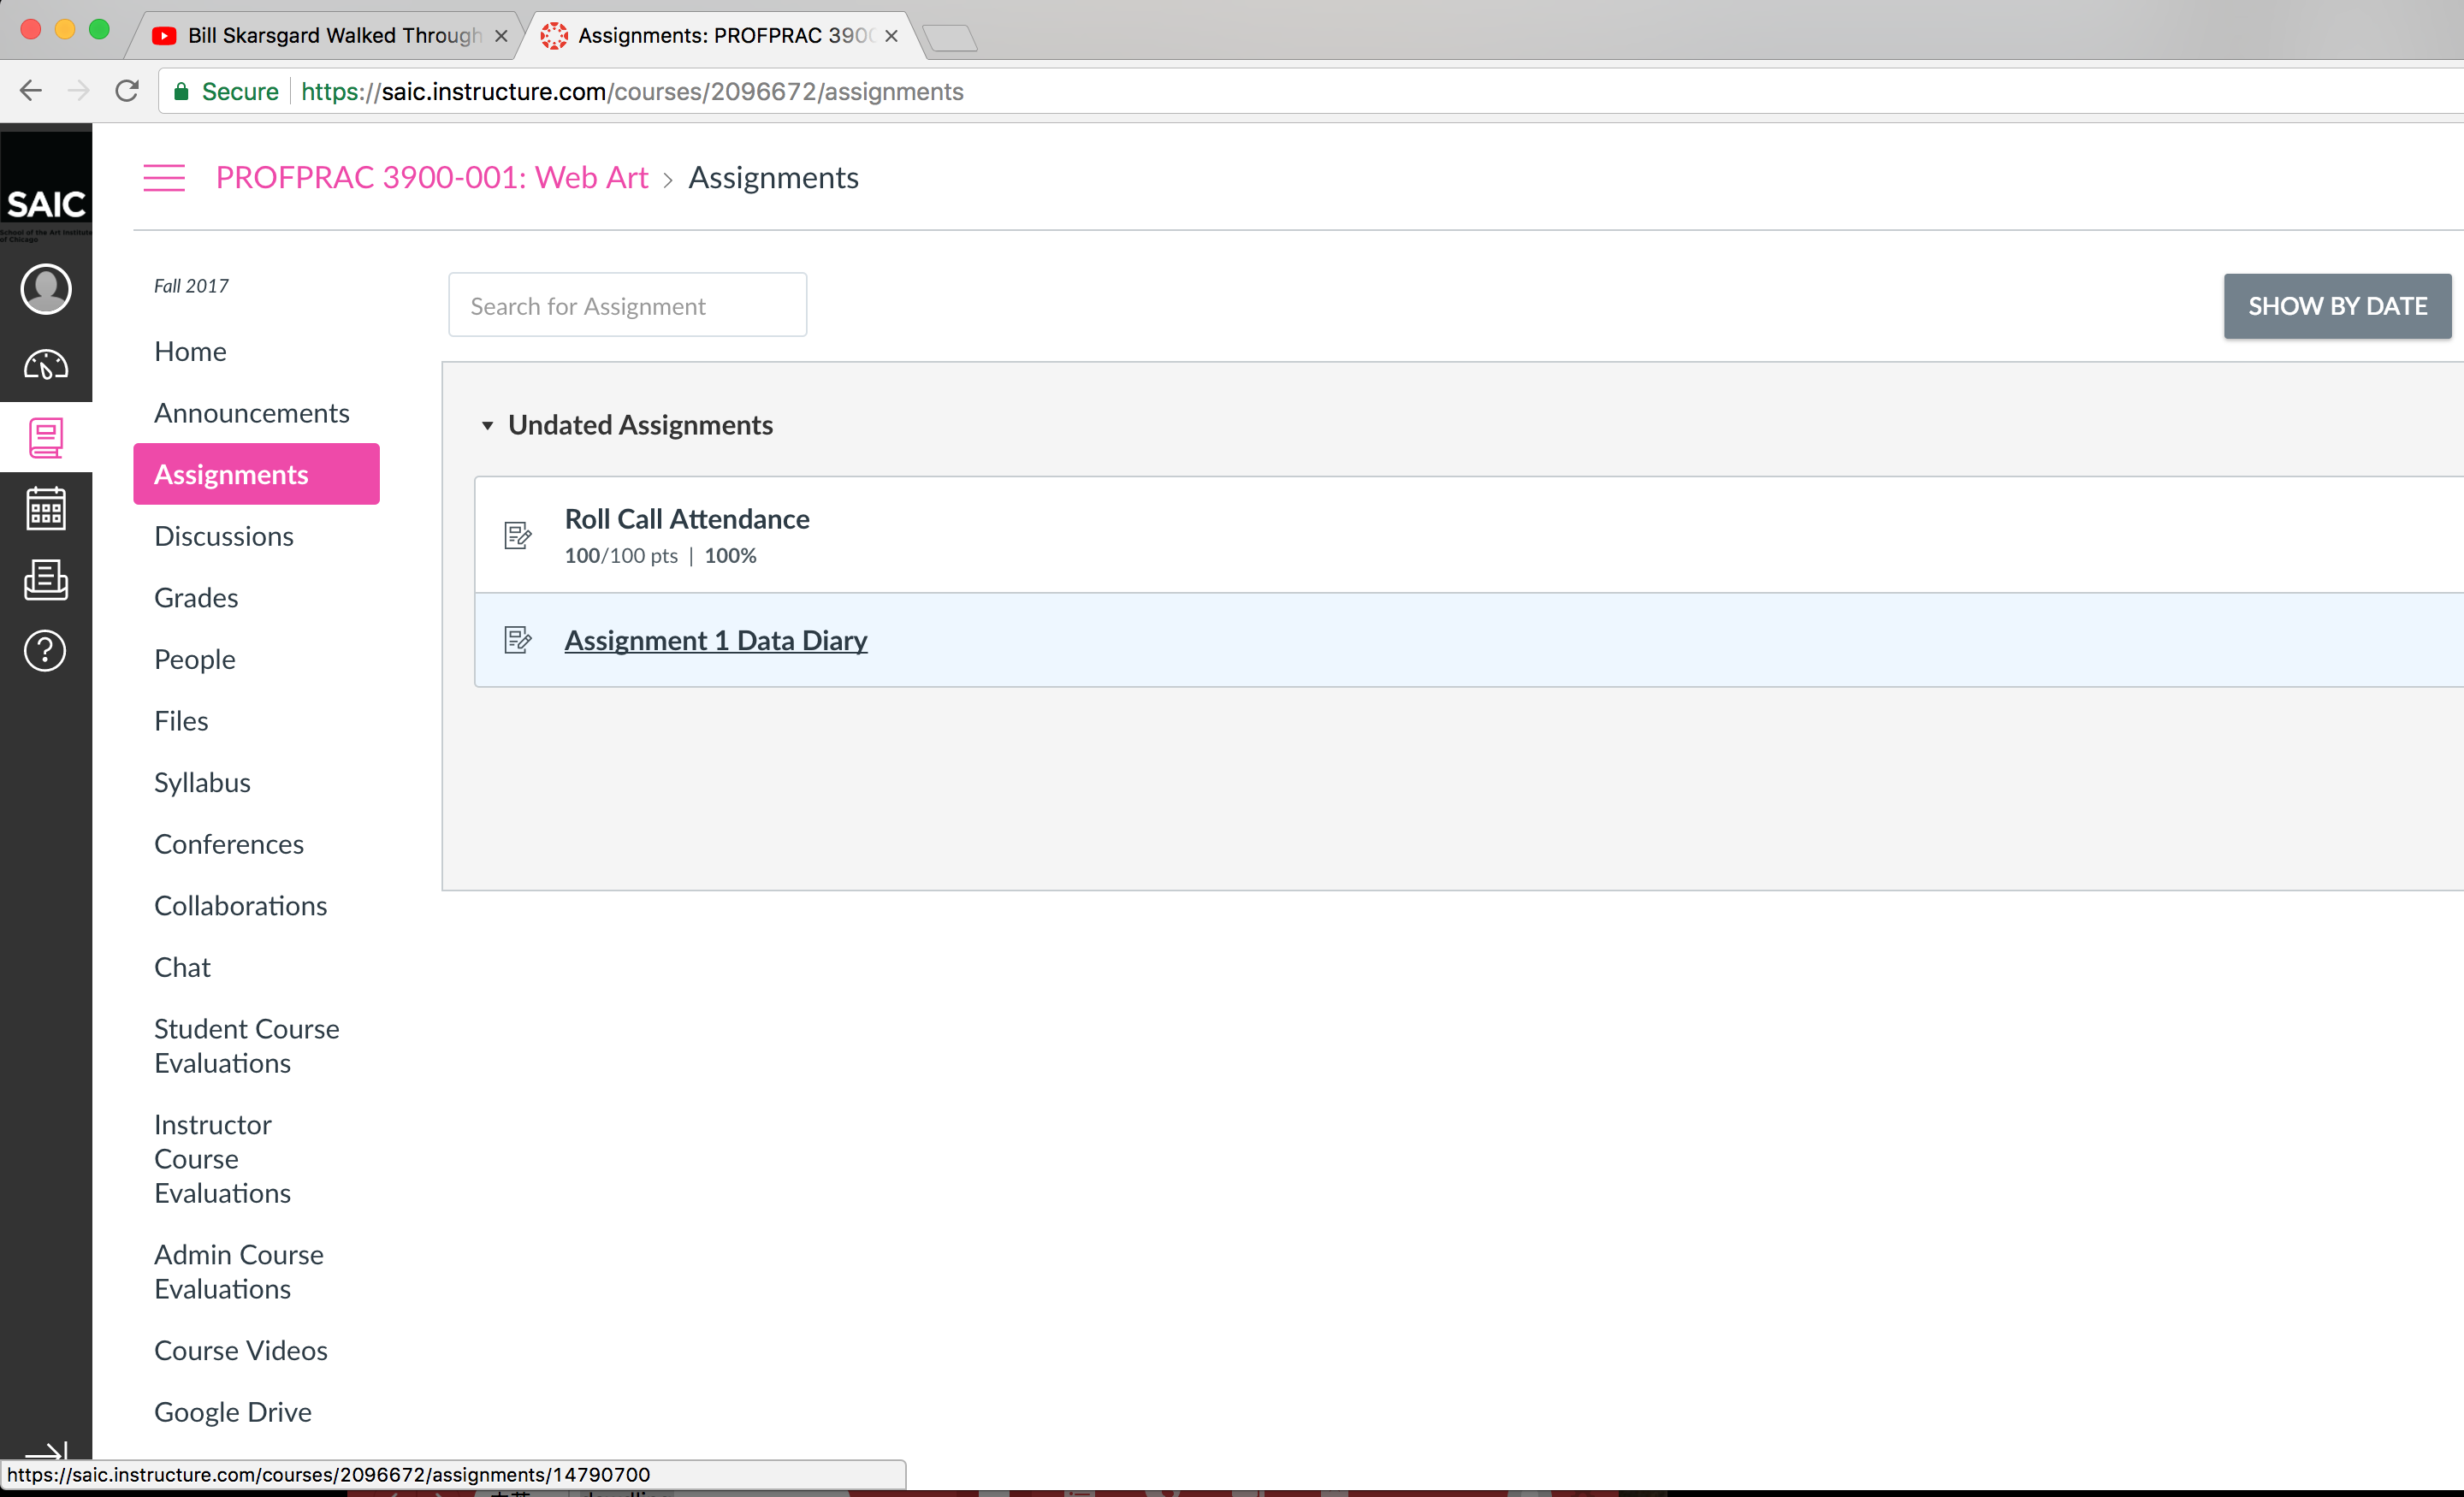 Bill Skarsgard Walked Through
Assignments: PROFPRAC 390
Secure
https://saic.instructure.com/courses/2096672/assignments
SAIC
School of the Art Institute
of Chicago
PROFPRAC 3900-001: Web Art > Assignments
Fall 2017
Home
Announcements
Assignments
Discussions
Grades
People
Files
Syllabus
Conferences
Collaborations
Chat
Student Course
Evaluations
Instructor
Course
Evaluations
Admin Course
Evaluations
Course Videos
Google Drive
Search for Assignment
SHOW BY DATE
Undated Assignments
Roll Call Attendance
100/100 pts | 100%
Assignment 1 Data Diary
https://saic.instructure.com/courses/2096672/assignments/14790700